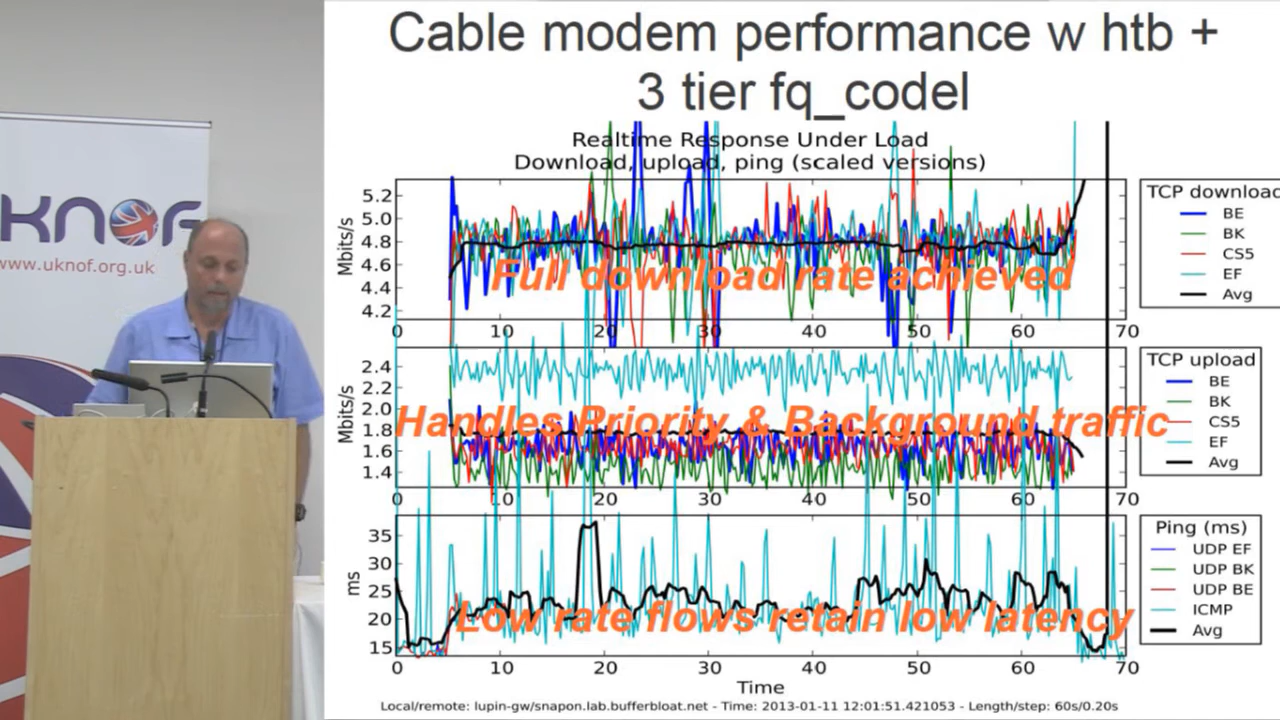 Cable modem performance w htb +
3 tier fq_codel
KNOF
www.uknof.org.uk
Realtime Response Under Load
Download, upload, ping (scaled versions)
Mbits/s
5.2
5.0
4.8
4.6
4.4
4.2
Full download rate achieved
0 10 20 30 40 50 60 70
TCP download
BE
BK
CS5
EF
Avg
Mbits/s
2.4
2.2
2.0
1.8
1.6
1.4
Handles Priority & Background traffic
0 10 20 30 40 50 60 70
TCP upload
BE
BK
CS5
EF
Avg
ms
35
30
25
20
15
Low rate flows retain low latency
0 10 20 30 40 50 60 70
Time
Ping (ms)
UDP EF
UDP BK
UDP BE
ICMP
Avg
Local/remote: lupin-gw/snapon.lab.bufferbloat.net - Time: 2013-01-11 12:01:51.421053 - Length/step: 60s/0.20s